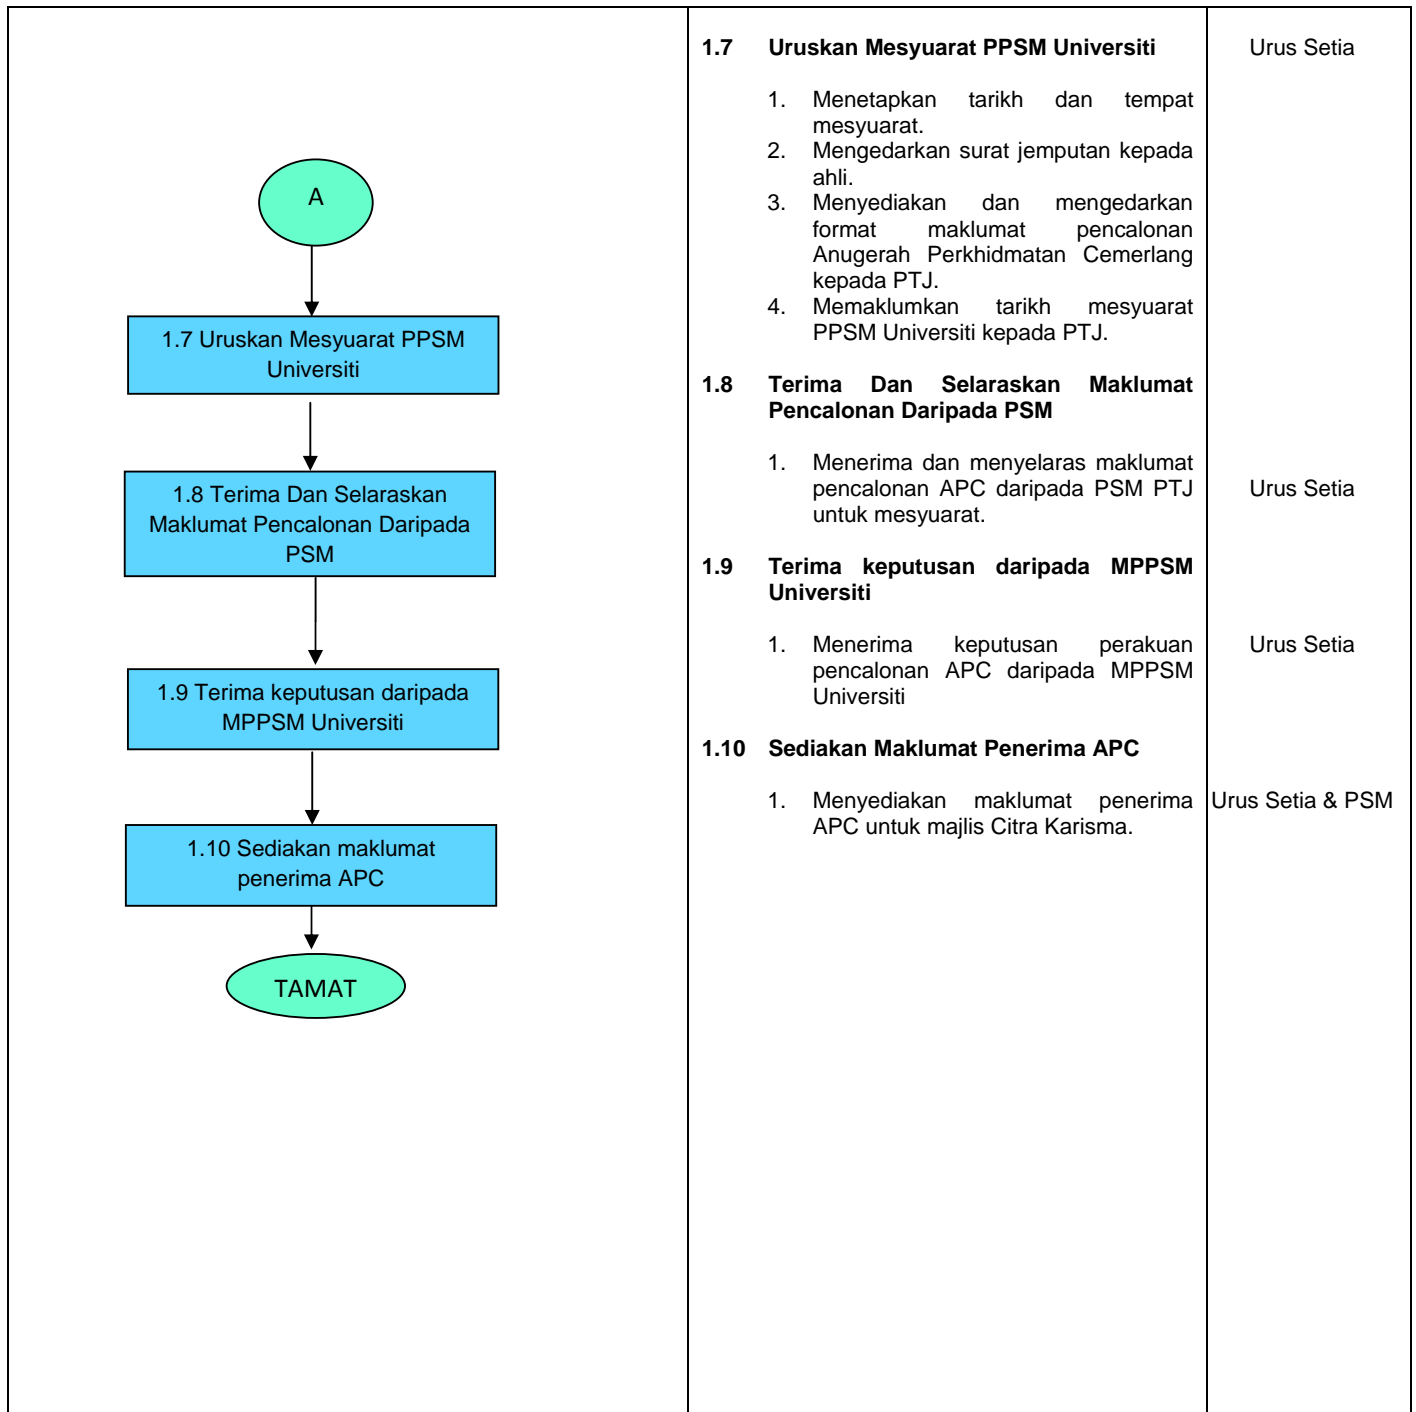 A
1.7 Uruskan Mesyuarat PPSM
Universiti
1.8 Terima Dan Selaraskan
Maklumat Pencalonan Daripada
PSM
1.9 Terima keputusan daripada
MPPSM Universiti
1.10 Sediakan maklumat
penerima APC
TAMAT
1.7 Uruskan Mesyuarat PPSM Universiti
1. Menetapkan tarikh dan tempat
mesyuarat.
2. Mengedarkan surat jemputan kepada
ahli.
3. Menyediakan dan mengedarkan
format maklumat pencalonan
Anugerah Perkhidmatan Cemerlang
kepada PTJ.
4. Memaklumkan tarikh mesyuarat
PPSM Universiti kepada PTJ.
1.8 Terima Dan Selaraskan Maklumat
Pencalonan Daripada PSM
1. Menerima dan menyelaras maklumat
pencalonan APC daripada PSM PTJ
untuk mesyuarat.
1.9 Terima keputusan daripada MPPSM
Universiti
1. Menerima keputusan perakuan
pencalonan APC daripada MPPSM
Universiti
1.10 Sediakan Maklumat Penerima APC
1. Menyediakan maklumat penerima
APC untuk majlis Citra Karisma.
Urus Setia
Urus Setia
Urus Setia
Urus Setia & PSM